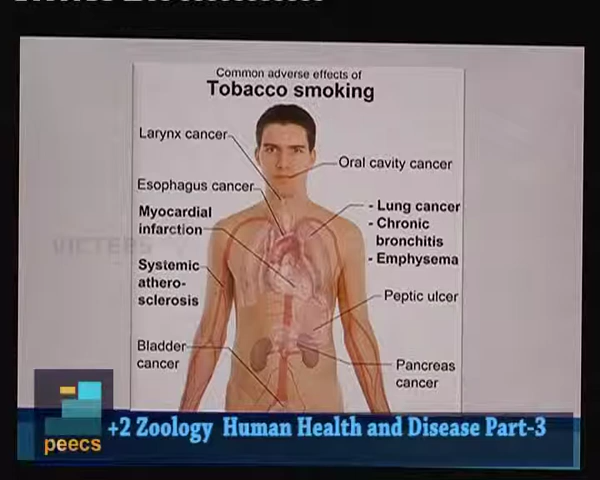 Common adverse effects of
Tobacco smoking
Larynx cancer
Oral cavity cancer
Esophagus cancer
Myocardial
infarction
- Lung cancer
- Chronic
bronchitis
- Emphysema
VICTERS
Systemic
athero-
sclerosis
Peptic ulcer
Bladder
cancer
Pancreas
cancer
peecs
+2 Zoology Human Health and Disease Part-3